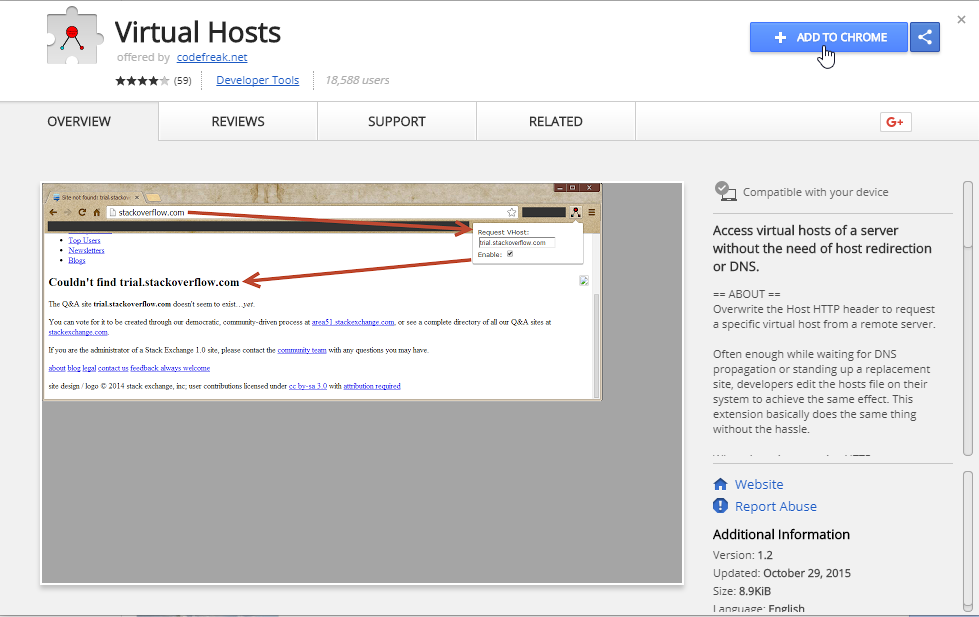 Virtual Hosts
offered by codefreak.net
(59) Developer Tools 18,588 users
ADD TO CHROME
OVERVIEW
REVIEWS
SUPPORT
RELATED
G+
Site not found: trial.stackov
stackoverflow.com
Request VHost:
trial.stackoverflow.com
Enable:
Top Users
Newsletters
Blogs
Couldn't find trial.stackoverflow.com
The Q&A site trial.stackoverflow.com doesn't seem to exist... yet.
You can vote for it to be created through our democratic, community-driven process at area51.stackexchange.com, or see a complete directory of all our Q&A sites at
stackexchange.com.
If you are the administrator of a Stack Exchange 1.0 site, please contact the community team with any questions you may have.
about blog legal contact us feedback always welcome
site design / logo © 2014 stack exchange, inc; user contributions licensed under cc by-sa 3.0 with attribution required
Compatible with your device
Access virtual hosts of a server
without the need of host redirection
or DNS.
== ABOUT ==
Overwrite the Host HTTP header to request
a specific virtual host from a remote server.
Often enough while waiting for DNS
propagation or standing up a replacement
site, developers edit the hosts file on their
system to achieve the same effect. This
extension basically does the same thing
without the hassle.
Website
Report Abuse
Additional Information
Version: 1.2
Updated: October 29, 2015
Size: 8.9KiB
Language: English